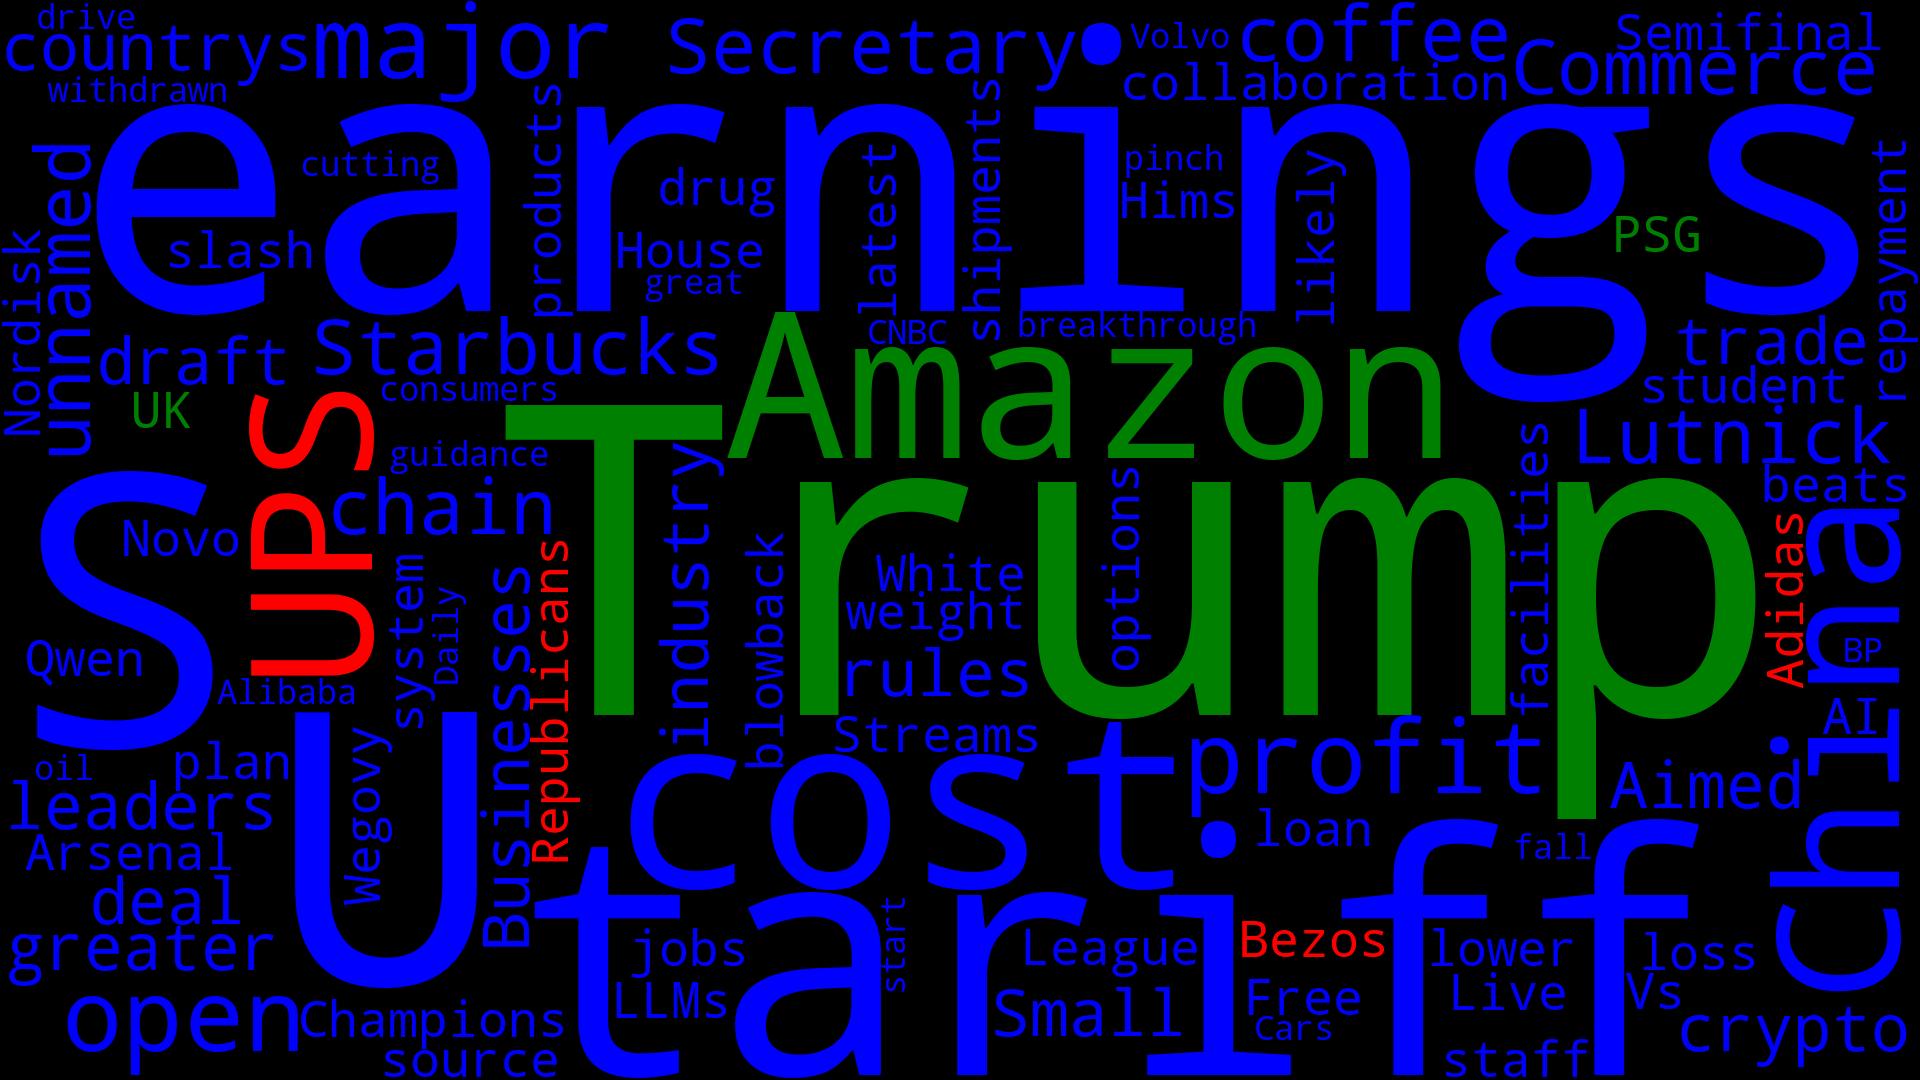 drive
countrys
major
Secretary
Volvo
coffee
Semifinal
withdrawn
collaboration
Commerce
earnings
unnamed
cutting
products
drug
latest
shipments
pinch
Hims
likely
repayment
Nordisk
slash
House
great
PSG
draft
Starbucks
CNBC
breakthrough
trade
UK
consumers
Amazon
student
UPS
guidance
Trump
Lutnick
S
Novo
chain
industry
options
facilities
beats
Qwen
system
Daily
Businesses
Republicans
blowback
White
weight
rules
Adidas
China
BP
Alibaba
Streams
AI
oil
plan
U
Wegovy
cost
profit
Aimed
leaders
Arsenal
loan
fall
deal
tariff
greater
jobs
start
League
Bezos
lower
loss
open
Champions
LLMs
Small
Free
Live
Vs
Cars
crypto
source
staff